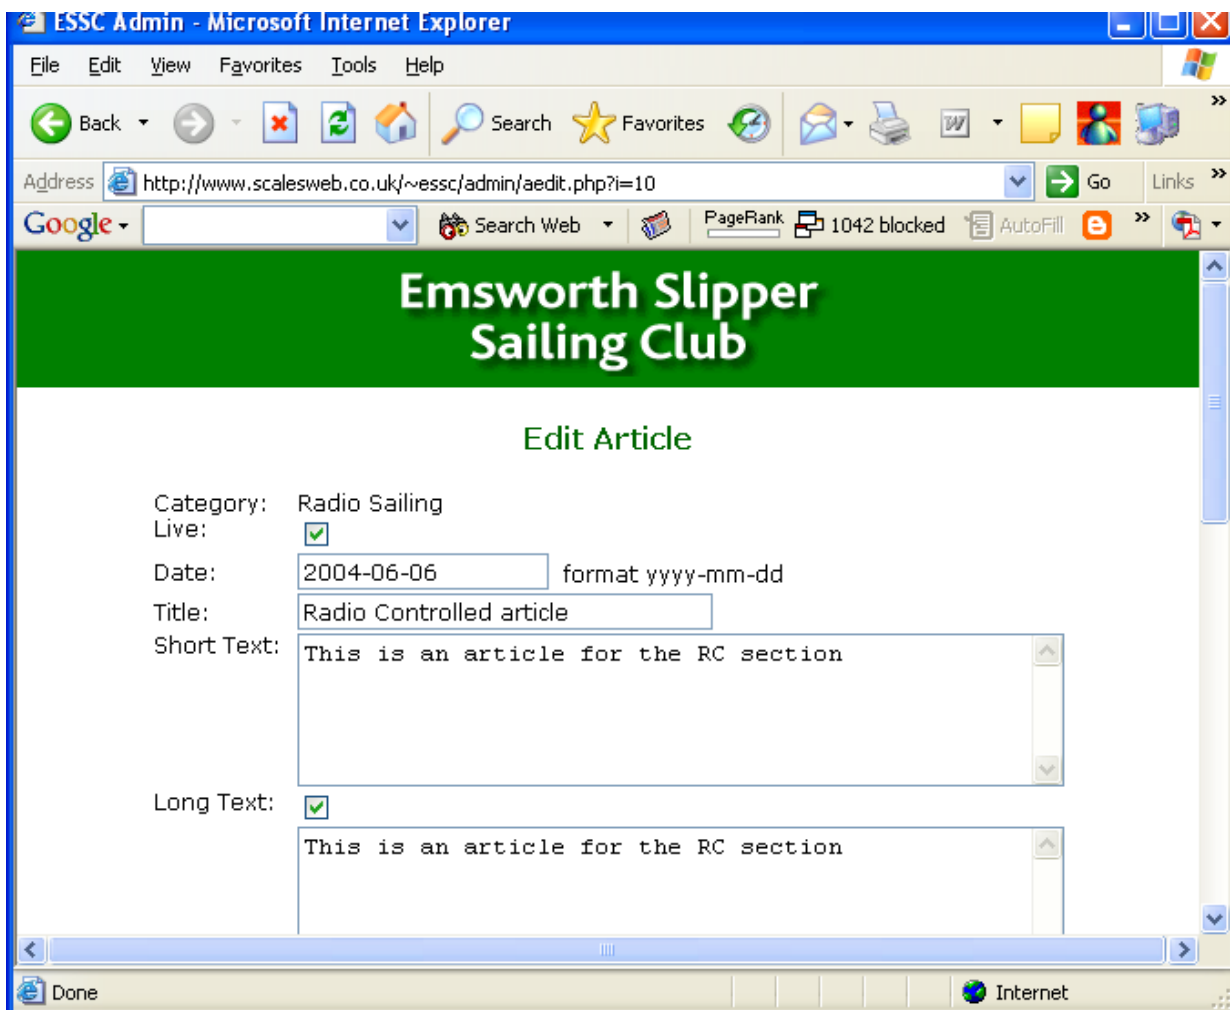 ESSC Admin - Microsoft Internet Explorer
File Edit View Favorites Tools Help
Back Search Favorites W »
Address http://www.scalesweb.co.uk/~essc/admin/aedit.php?i=10 Go Links »
Google Search Web PageRank 1042 blocked AutoFill »
Emsworth Slipper
Sailing Club
Edit Article
Category: Radio Sailing
Live:
Date: 2004-06-06 format yyyy-mm-dd
Title: Radio Controlled article
Short Text: This is an article for the RC section
Long Text:
This is an article for the RC section
Done Internet